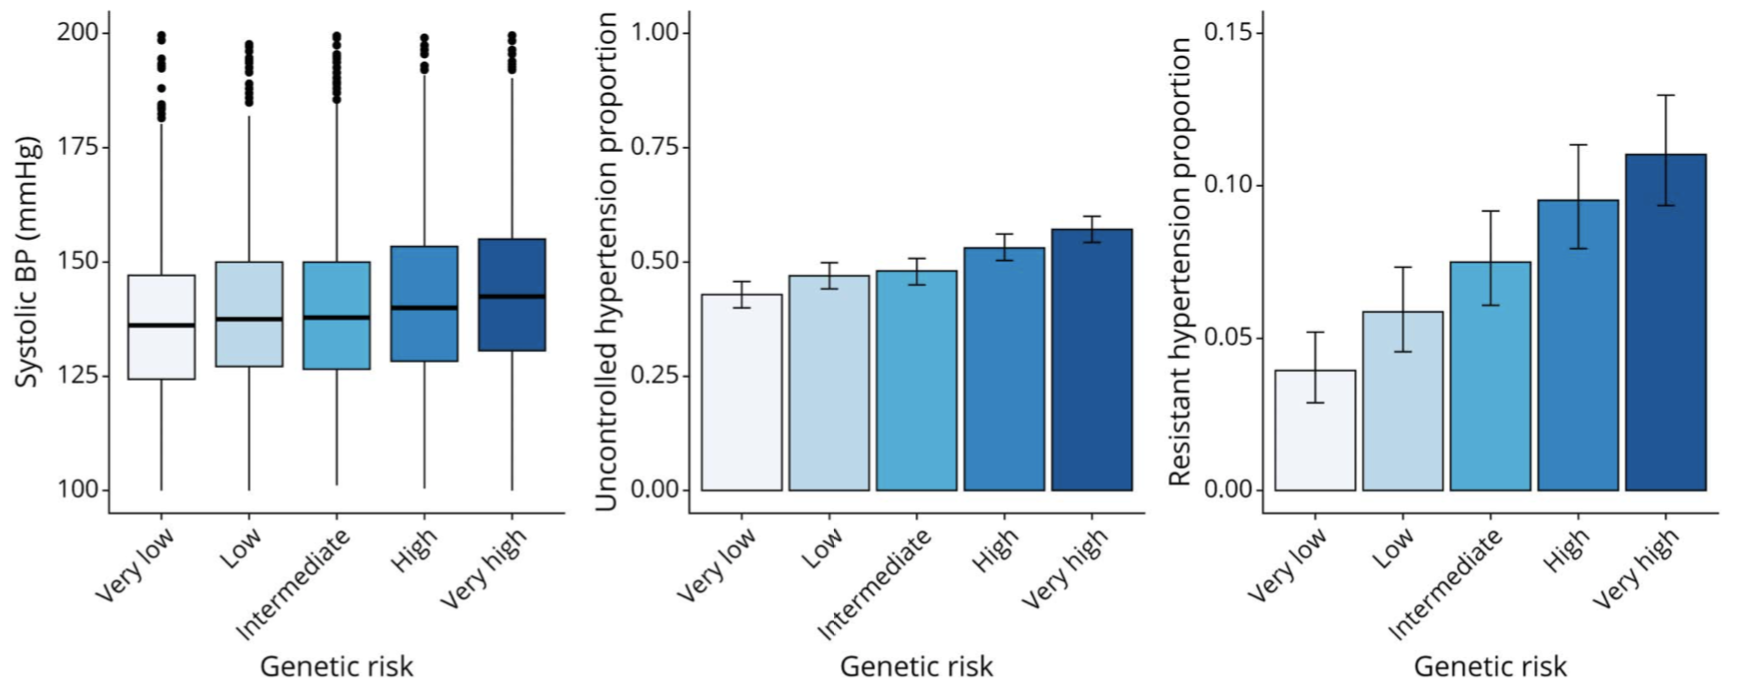 Systolic BP (mmHg)
200
175
150
125
100
Very low
Low
Intermediate
High
Very high
Genetic risk
Uncontrolled hypertension proportion
1.00
0.75
0.50
0.25
0.00
Very low
Low
Intermediate
High
Very high
Genetic risk
Resistant hypertension proportion
0.15
0.10
0.05
0.00
Very low
Low
Intermediate
High
Very high
Genetic risk